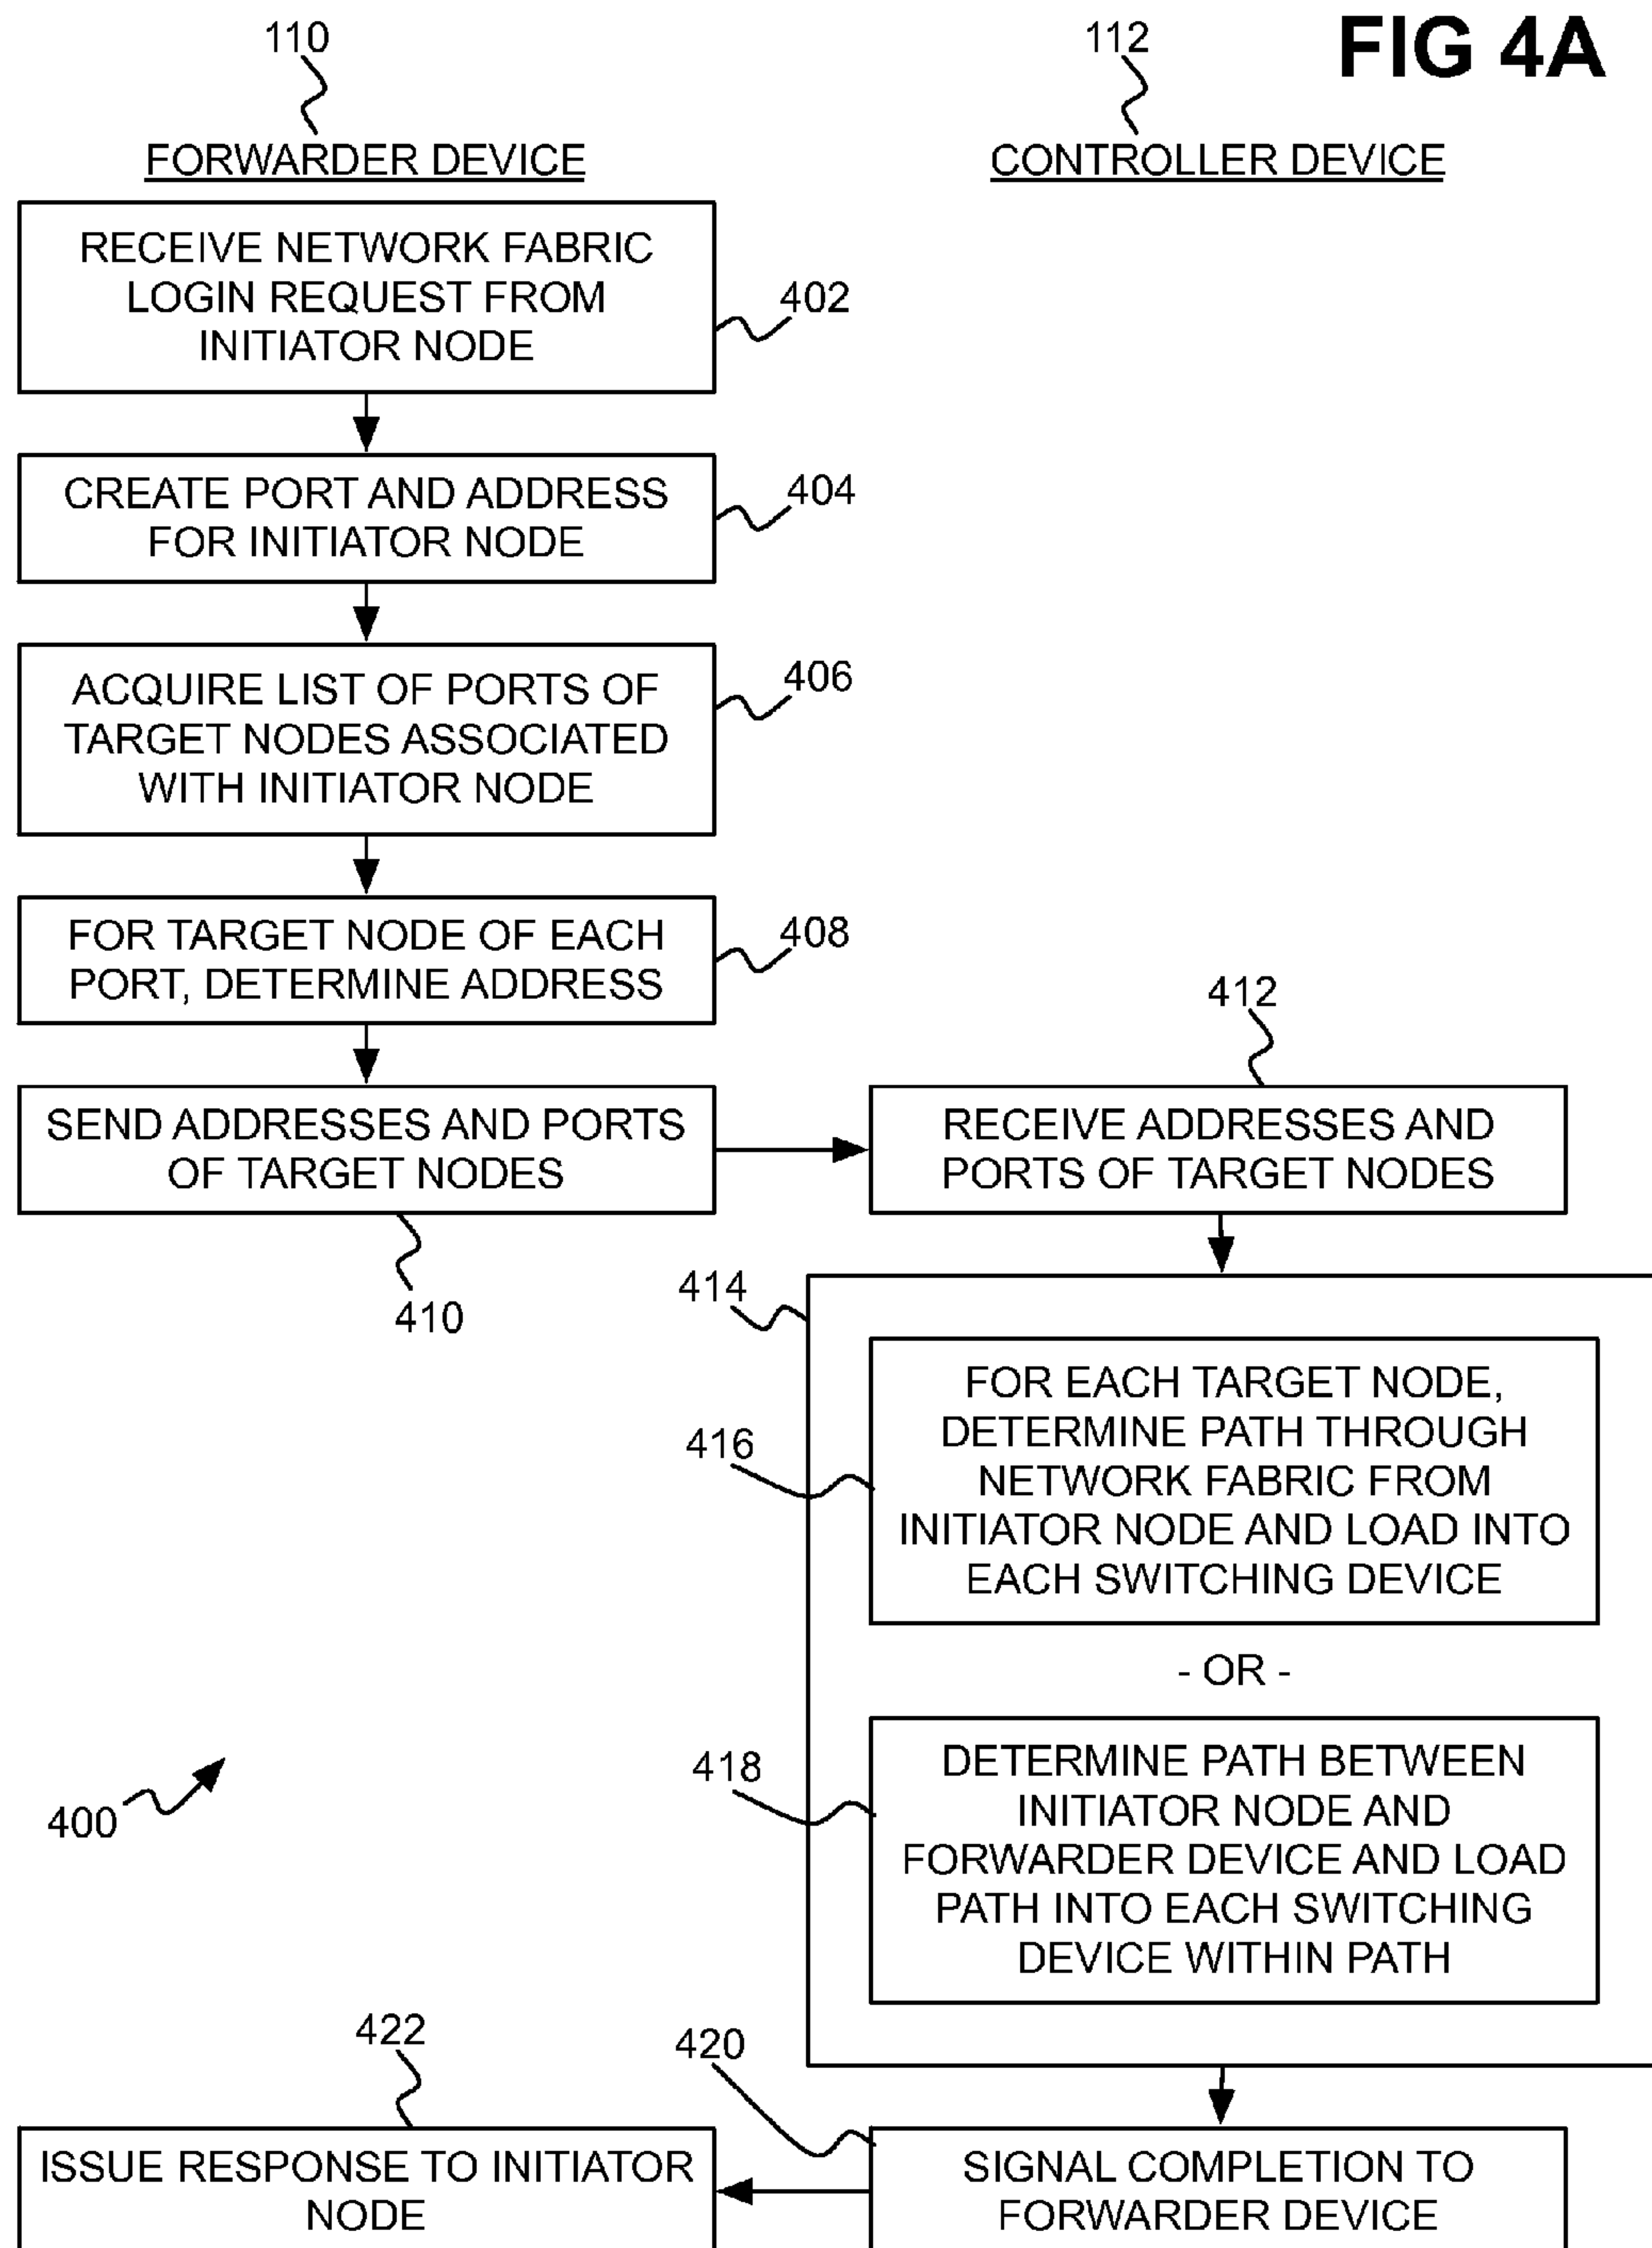 FIG 4A
110
112
FORWARDER DEVICE
CONTROLLER DEVICE
RECEIVE NETWORK FABRIC
LOGIN REQUEST FROM
INITIATOR NODE
402
CREATE PORT AND ADDRESS
FOR INITIATOR NODE
404
ACQUIRE LIST OF PORTS OF
TARGET NODES ASSOCIATED
WITH INITIATOR NODE
406
FOR TARGET NODE OF EACH
PORT, DETERMINE ADDRESS
408
SEND ADDRESSES AND PORTS
OF TARGET NODES
410
412
RECEIVE ADDRESSES AND
PORTS OF TARGET NODES
414
416
FOR EACH TARGET NODE,
DETERMINE PATH THROUGH
NETWORK FABRIC FROM
INITIATOR NODE AND LOAD INTO
EACH SWITCHING DEVICE
- OR -
418
DETERMINE PATH BETWEEN
INITIATOR NODE AND
FORWARDER DEVICE AND LOAD
PATH INTO EACH SWITCHING
DEVICE WITHIN PATH
400
420
SIGNAL COMPLETION TO
FORWARDER DEVICE
422
ISSUE RESPONSE TO INITIATOR
NODE